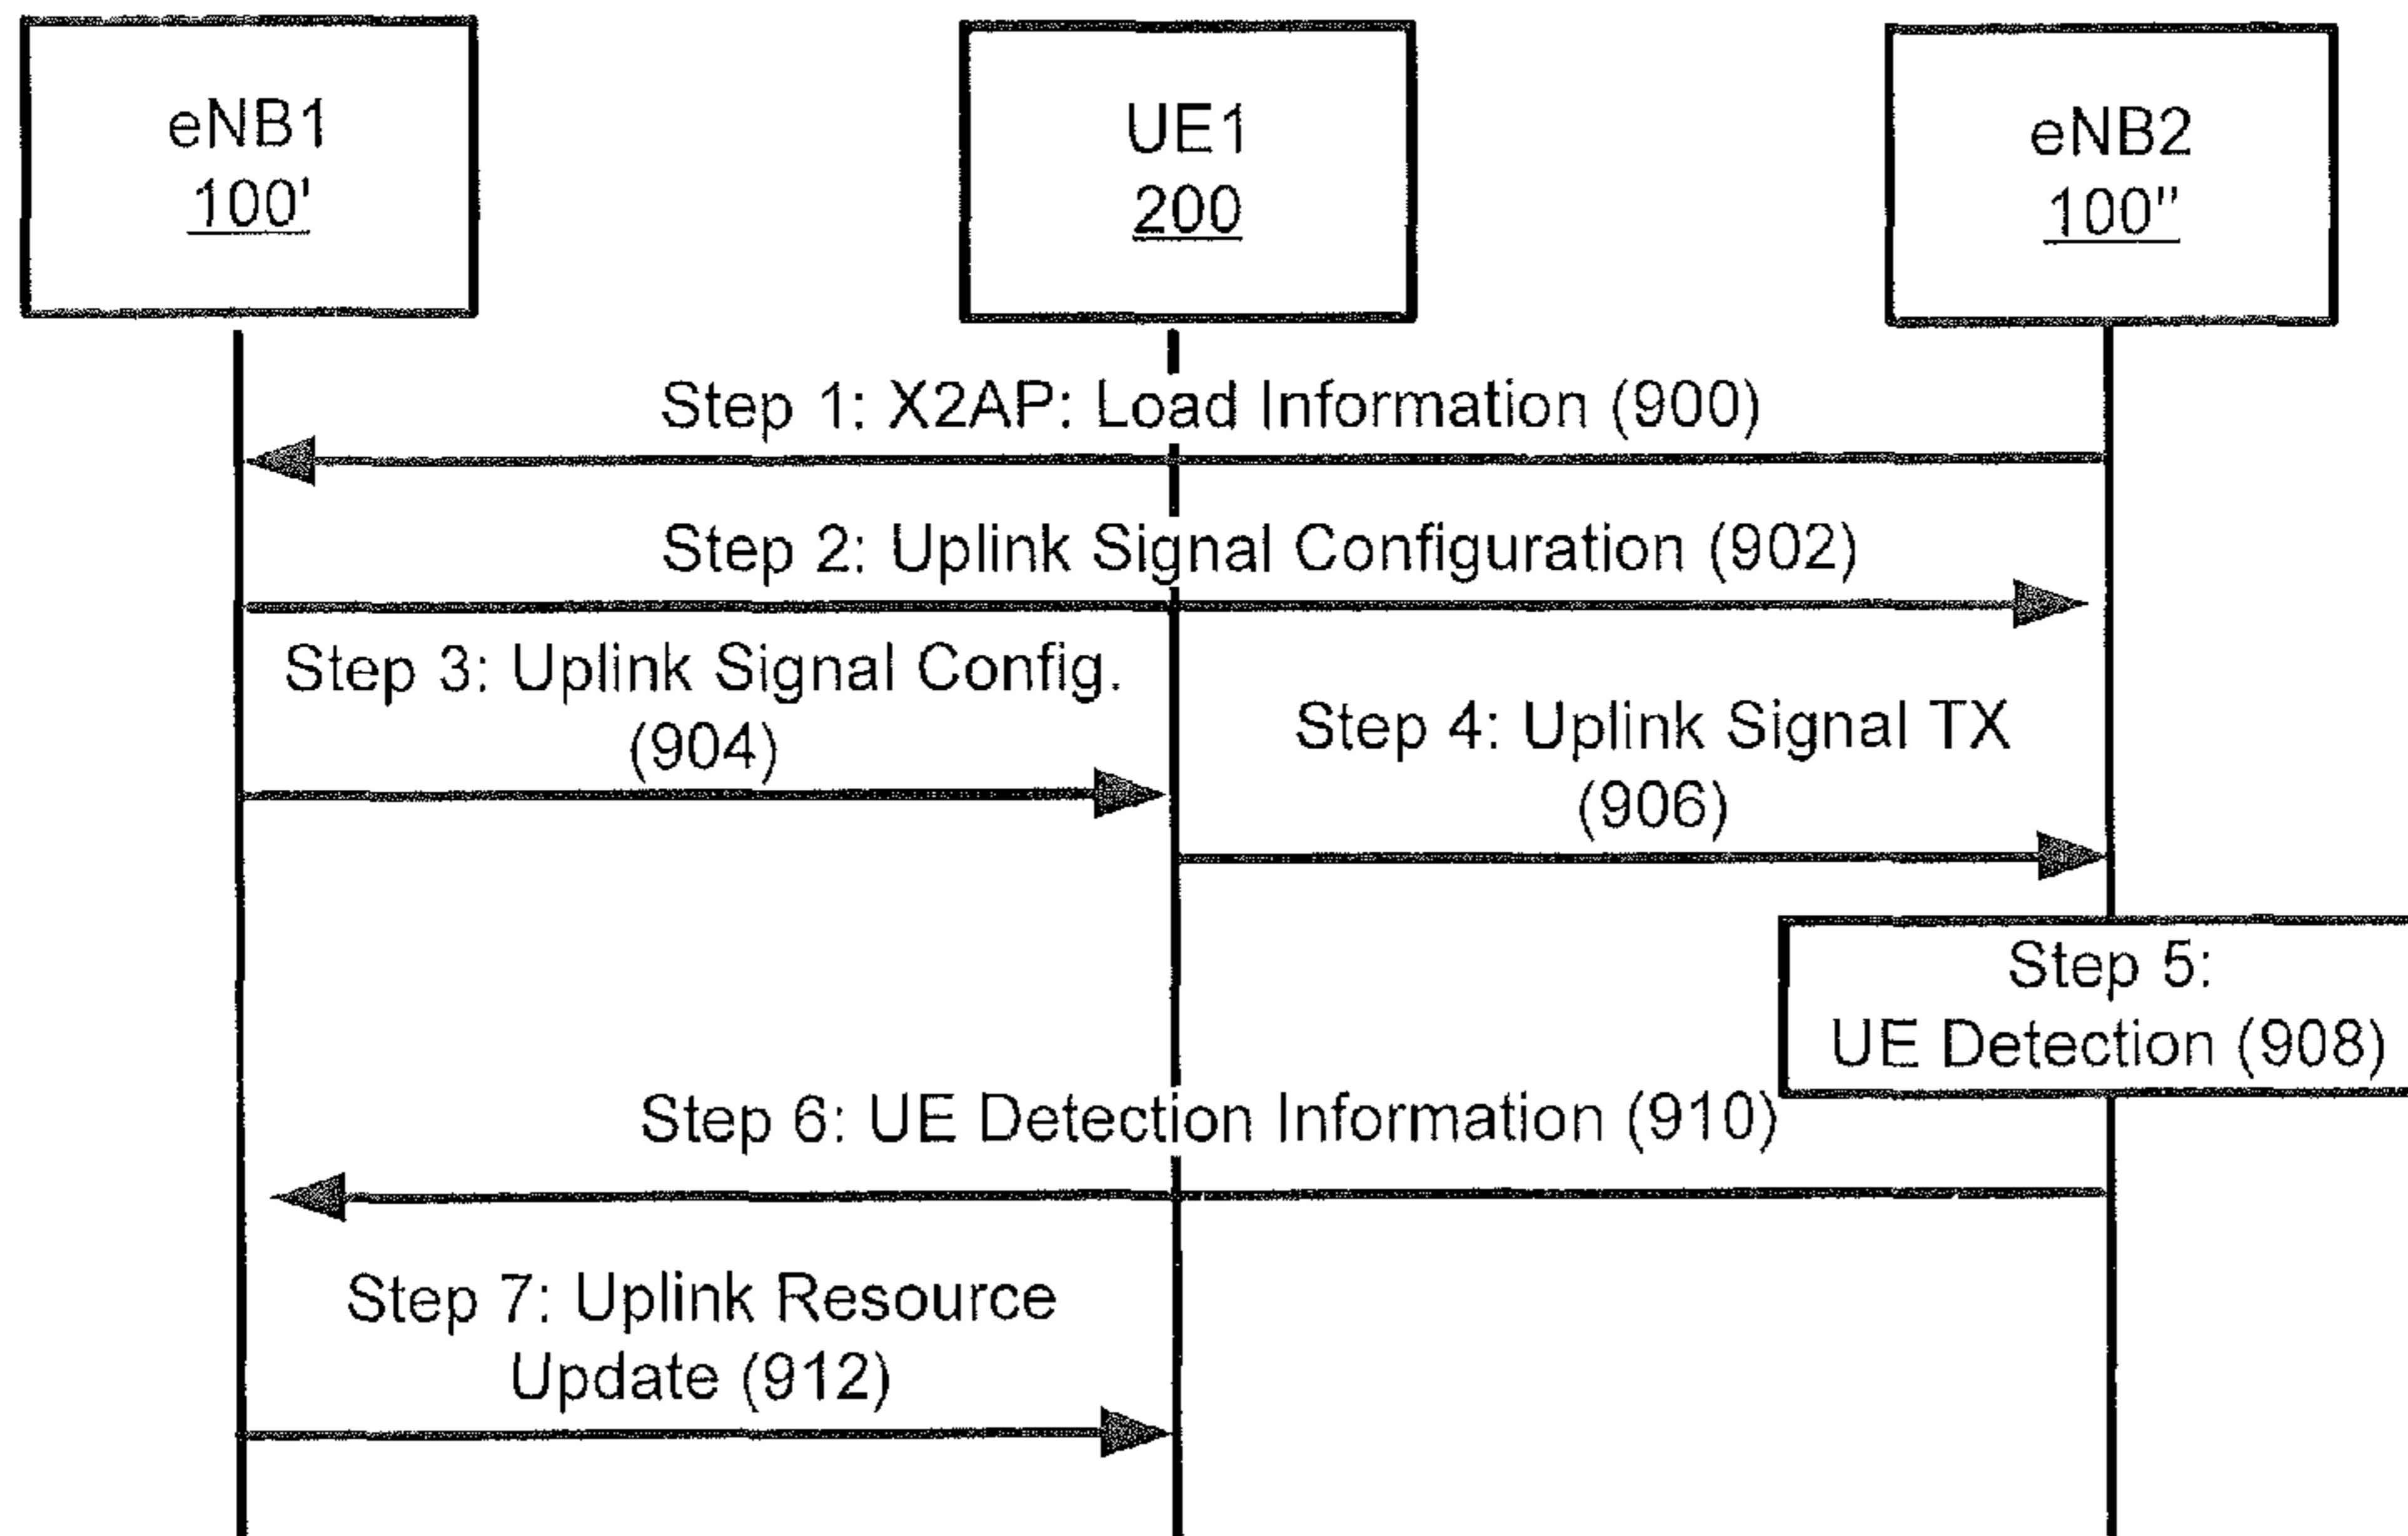 eNB1
100'
UE1
200
eNB2
100"
Step 1: X2AP: Load Information (900)
Step 2: Uplink Signal Configuration (902)
Step 3: Uplink Signal Config.
(904)
Step 4: Uplink Signal TX
(906)
Step 5:
UE Detection (908)
Step 6: UE Detection Information (910)
Step 7: Uplink Resource
Update (912)